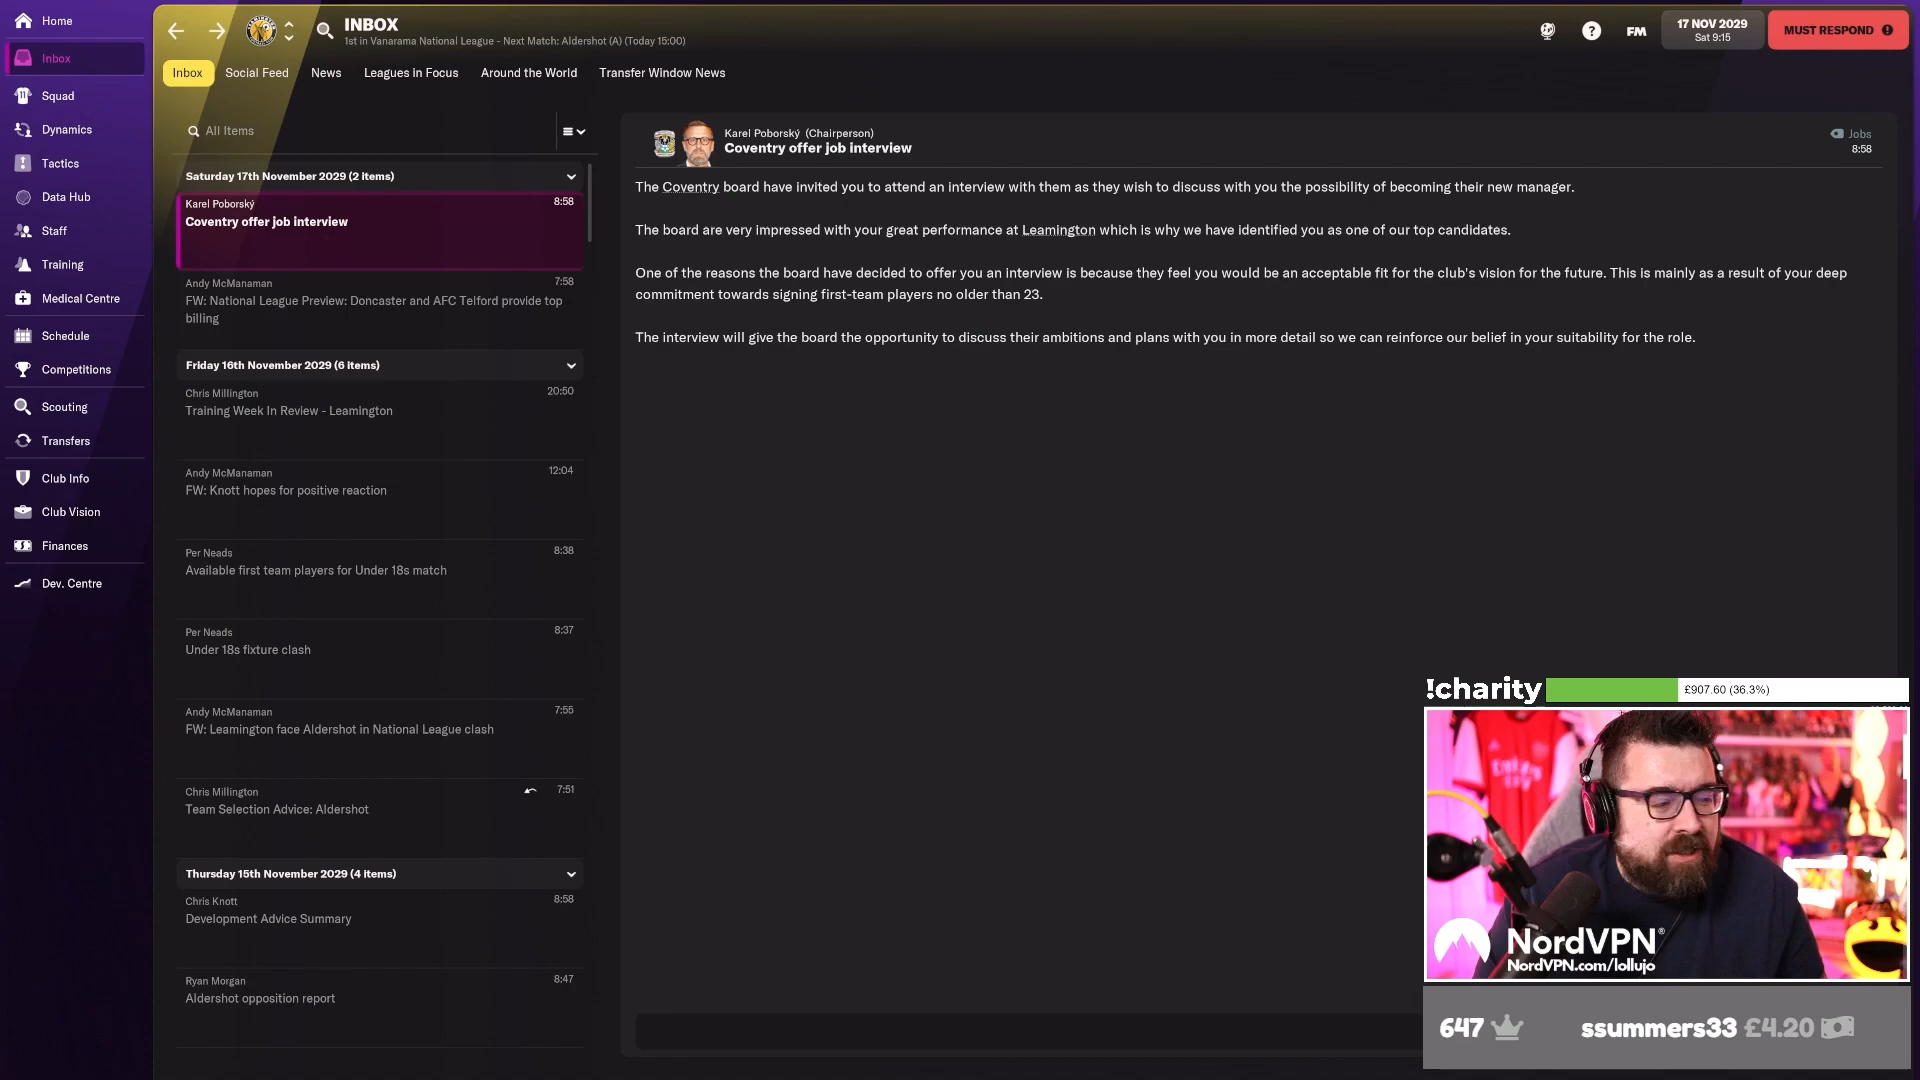 Home
Inbox
Squad
Dynamics
Tactics
Data Hub
Staff
Training
Medical Centre
Schedule
Competitions
Scouting
Transfers
Club Info
Club Vision
Finances
Dev. Centre
INBOX
1st in Vanarama National League - Next Match: Aldershot (A) (Today 15:00)
FM
17 NOV 2029
Sat 9:15
MUST RESPOND
Inbox
Social Feed
News
Leagues in Focus
Around the World
Transfer Window News
All Items
Saturday 17th November 2029 (2 items)
Karel Poborský 8:58
Coventry offer job interview
Andy McManaman 7:58
FW: National League Preview: Doncaster and AFC Telford provide top
billing
Friday 16th November 2029 (6 items)
Chris Millington 20:50
Training Week In Review - Leamington
Andy McManaman 12:04
FW: Knott hopes for positive reaction
Per Neads 8:38
Available first team players for Under 18s match
Per Neads 8:37
Under 18s fixture clash
Andy McManaman 7:55
FW: Leamington face Aldershot in National League clash
Chris Millington 7:51
Team Selection Advice: Aldershot
Thursday 15th November 2029 (4 items)
Chris Knott 8:58
Development Advice Summary
Ryan Morgan 8:47
Aldershot opposition report
Karel Poborský (Chairperson)
Coventry offer job interview
Jobs
8:58
The Coventry board have invited you to attend an interview with them as they wish to discuss with you the possibility of becoming their new manager.
The board are very impressed with your great performance at Leamington which is why we have identified you as one of our top candidates.
One of the reasons the board have decided to offer you an interview is because they feel you would be an acceptable fit for the club's vision for the future. This is mainly as a result of your deep
commitment towards signing first-team players no older than 23.
The interview will give the board the opportunity to discuss their ambitions and plans with you in more detail so we can reinforce our belief in your suitability for the role.
!charity £907.60 (36.3%)
NordVPN®
NordVPN.com/lollujo
647 ssummers33 £4.20